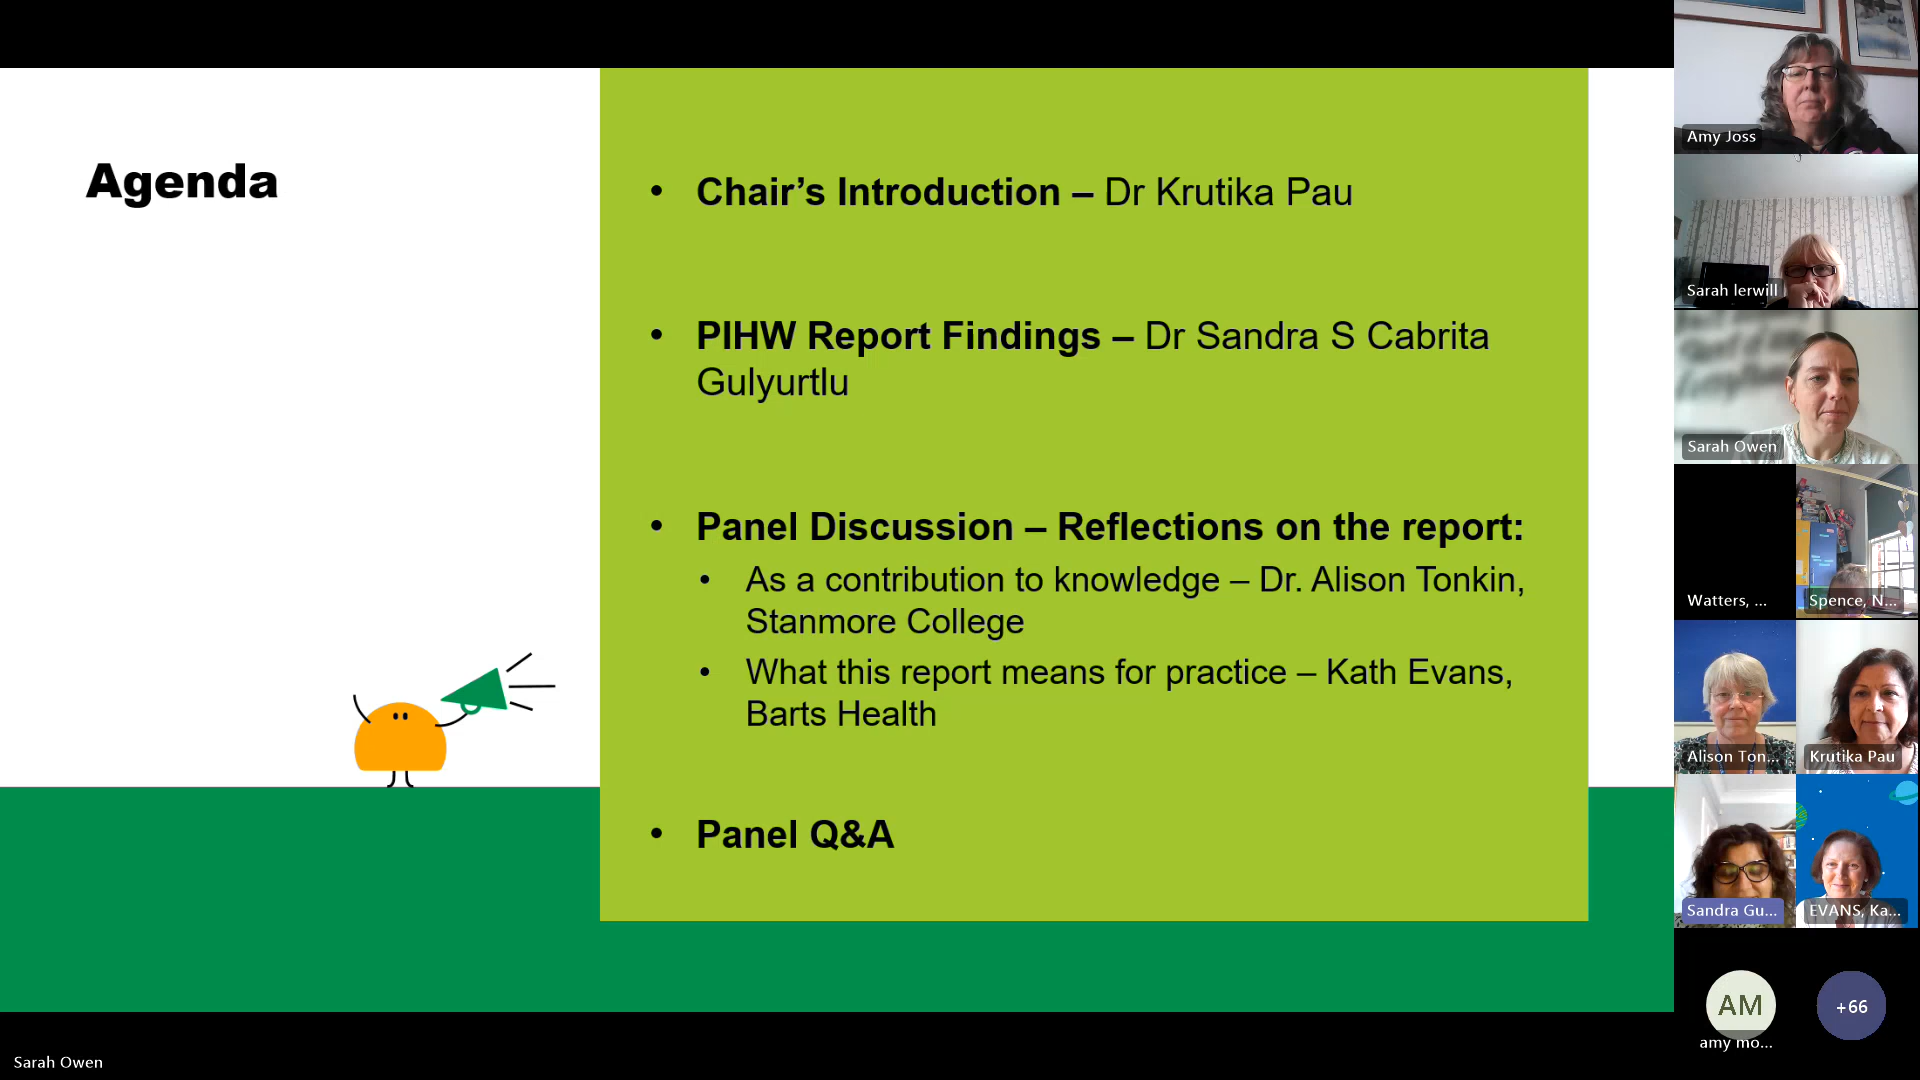 Agenda
• Chair’s Introduction – Dr Krutika Pau
• PIHW Report Findings – Dr Sandra S Cabrita
Gulyurtlu
• Panel Discussion – Reflections on the report:
• As a contribution to knowledge – Dr. Alison Tonkin,
Stanmore College
• What this report means for practice – Kath Evans,
Barts Health
• Panel Q&A
Amy Joss
Sarah lerwill
Sarah Owen
Watters, ...
Spence, N...
Alison Ton...
Krutika Pau
Sandra Gu...
EVANS, Ka...
AM
+66
amy mo...
Sarah Owen